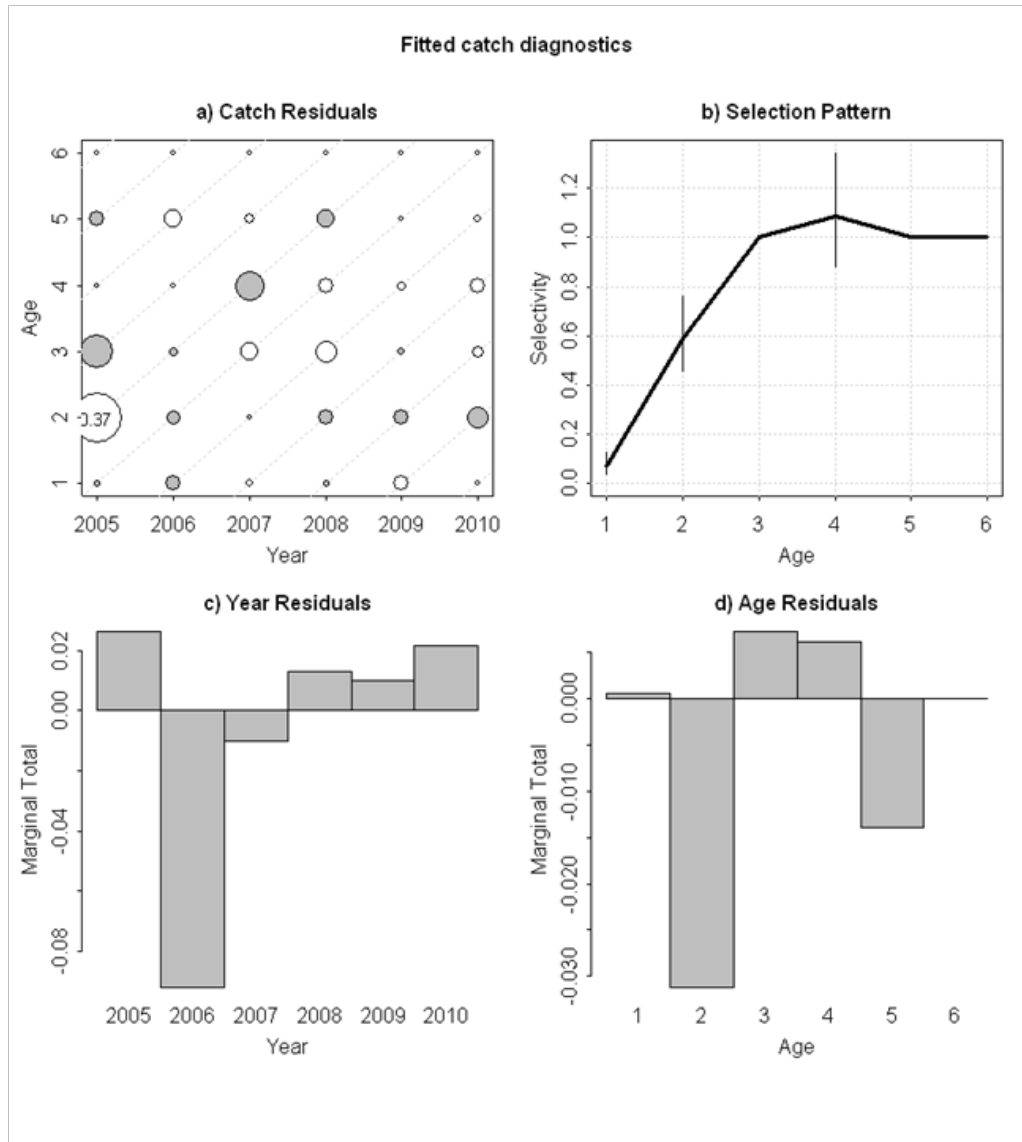 Fitted catch diagnostics
a) Catch Residuals
Age
6
5
4
3
2
1
-0.37
2005 2006 2007 2008 2009 2010
Year
b) Selection Pattern
Selectivity
1.2
1.0
0.8
0.6
0.4
0.2
0.0
1 2 3 4 5 6
Age
c) Year Residuals
Marginal Total
0.02
0.00
-0.04
-0.08
2005 2006 2007 2008 2009 2010
Year
d) Age Residuals
Marginal Total
0.000
-0.010
-0.020
-0.030
1 2 3 4 5 6
Age